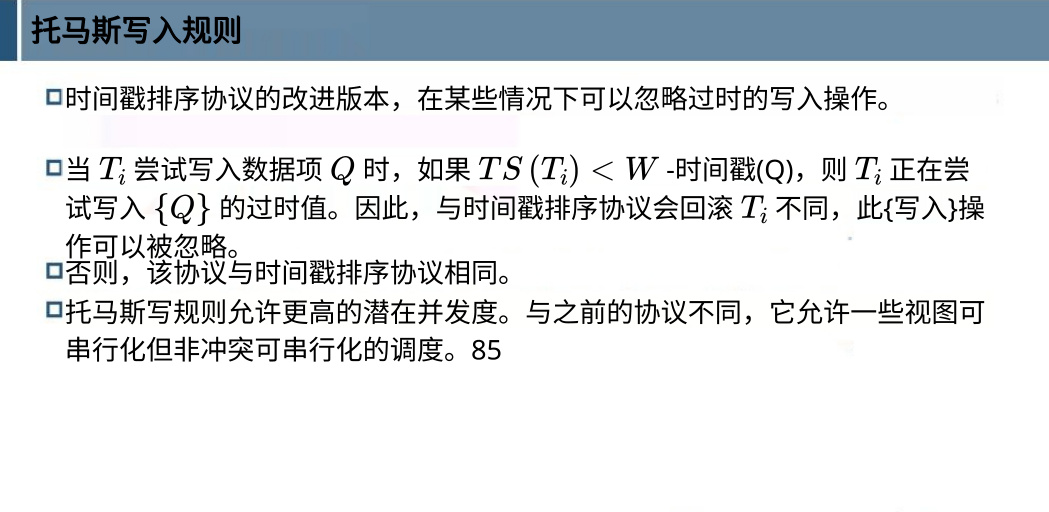 托马斯写入规则
时间戳排序协议的改进版本，在某些情况下可以忽略过时的写入操作。
当 Ti 尝试写入数据项 Q 时，如果 TS (Ti) < W -时间戳(Q)，则 Ti 正在尝
试写入 {Q} 的过时值。因此，与时间戳排序协议会回滚 Ti 不同，此{写入}操
作可以被忽略。
否则，该协议与时间戳排序协议相同。
托马斯写规则允许更高的潜在并发度。与之前的协议不同，它允许一些视图可
串行化但非冲突可串行化的调度。85